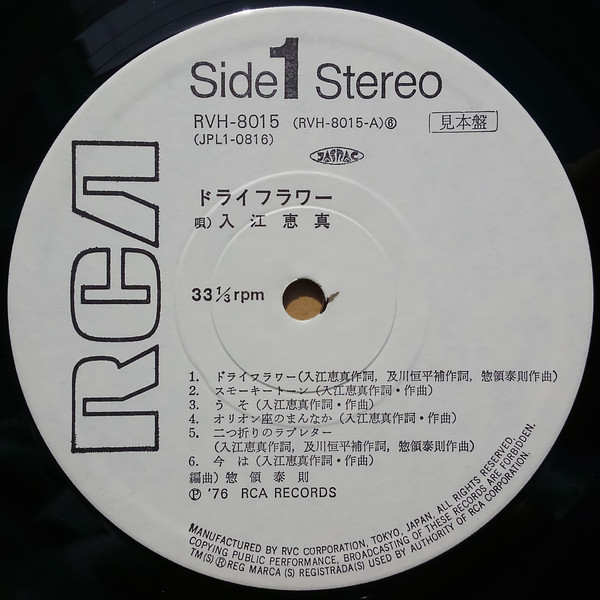 RCA
Side 1 Stereo
RVH-8015 (RVH-8015-A)⑥ 見本盤
(JPL1-0816)
JASRAC
ドライフラワー
唄) 入江恵真
33 1/3 rpm
1. ドライフラワー(入江恵真作詞, 及川恒平補作詞, 惣領泰則作曲)
2. スモーキートーン(入江恵真作詞・作曲)
3. うそ(入江恵真作詞・作曲)
4. オリオン座のまんなか(入江恵真作詞・作曲)
5. 二つ折りのラブレター
(入江恵真作詞, 及川恒平補作詞, 惣領泰則作曲)
6. 今は(入江恵真作詞・作曲)
編曲) 惣領泰則
Ⓟ '76 RCA RECORDS
MANUFACTURED BY RVC CORPORATION, TOKYO, JAPAN, ALL RIGHTS RESERVED,
COPYING PUBLIC PERFORMANCE, BROADCASTING OF THESE RECORDS ARE FORBIDDEN.
TM(S) ® REG MARCA (S) REGISTRADA(S) USED BY AUTHORITY OF RCA CORPORATION.